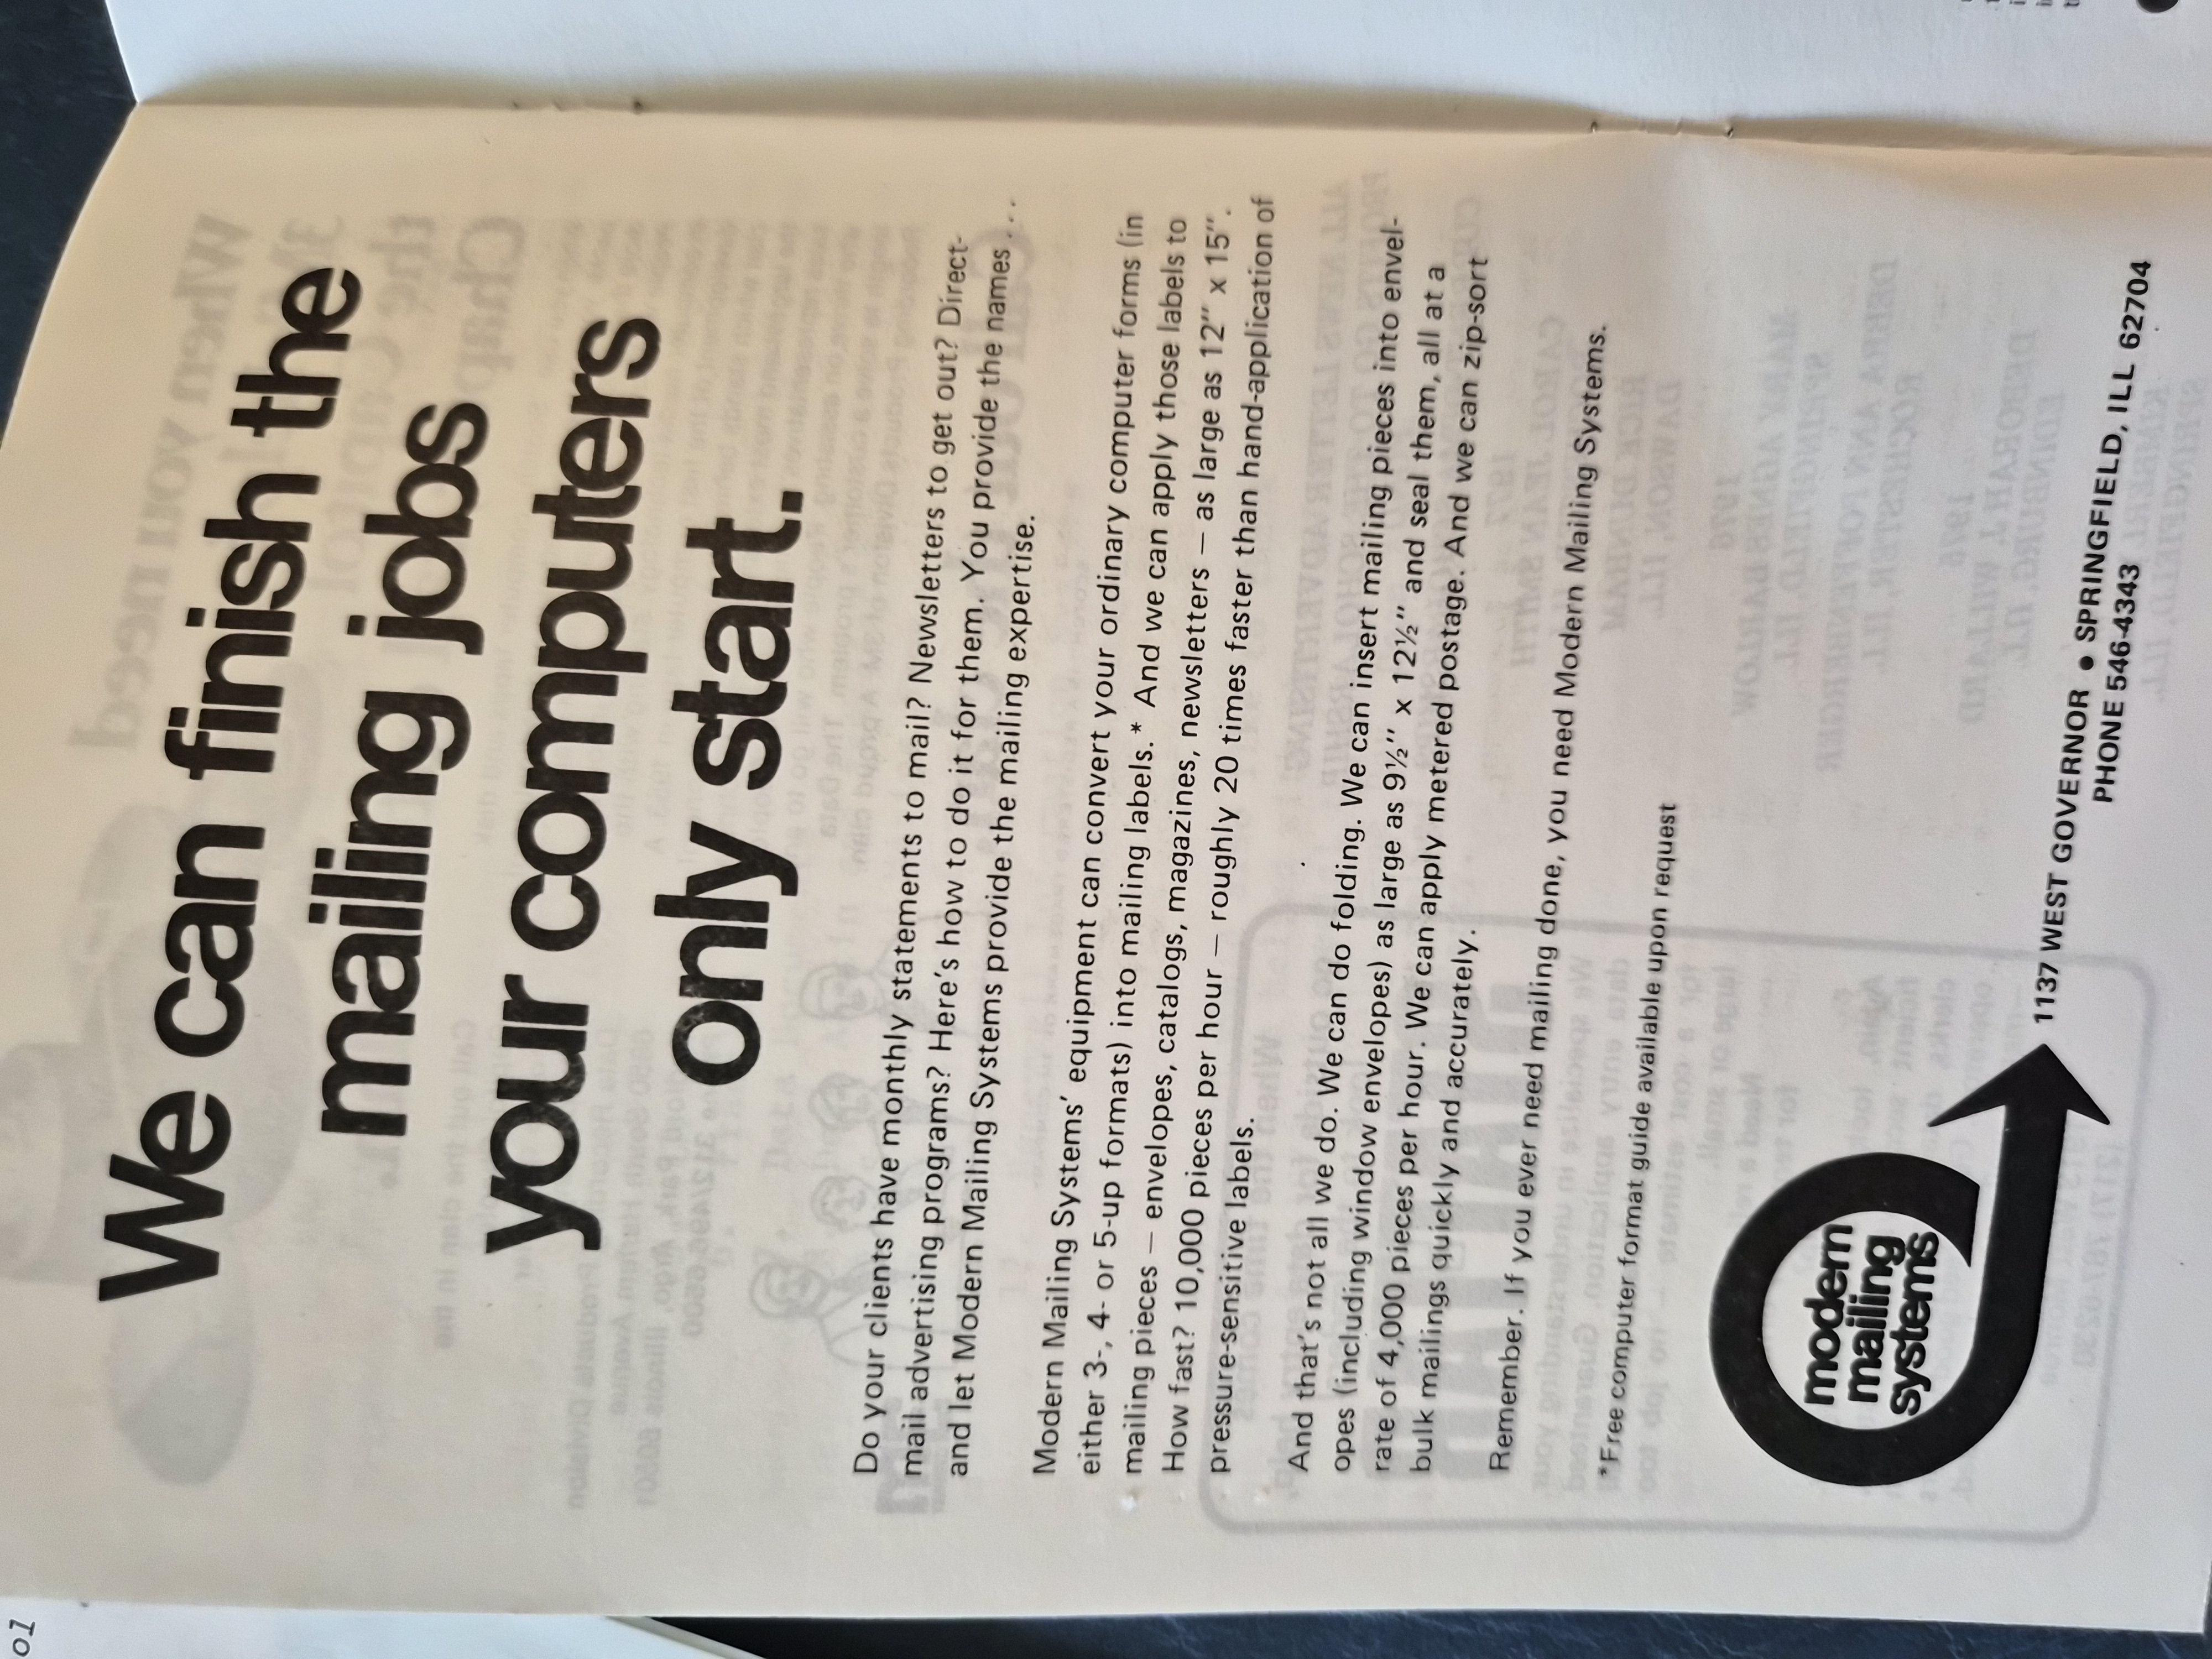 ol
We can finish the
mailing jobs
your computers
only start.
Do your clients have monthly statements to mail? Newsletters to get out? Direct-
mail advertising programs? Here's how to do it for them. You provide the names . . .
and let Modern Mailing Systems provide the mailing expertise.
Modern Mailing Systems' equipment can convert your ordinary computer forms (in
either 3-, 4- or 5-up formats) into mailing labels.* And we can apply those labels to
mailing pieces — envelopes, catalogs, magazines, newsletters — as large as 12" x 15".
How fast? 10,000 pieces per hour — roughly 20 times faster than hand-application of
pressure-sensitive labels.
And that's not all we do. We can do folding. We can insert mailing pieces into envel-
opes (including window envelopes) as large as 9½" x 12½" and seal them, all at a
rate of 4,000 pieces per hour. We can apply metered postage. And we can zip-sort
bulk mailings quickly and accurately.
Remember. If you ever need mailing done, you need Modern Mailing Systems.
*Free computer format guide available upon request
modern
mailing
systems
1137 WEST GOVERNOR ● SPRINGFIELD, ILL 62704
PHONE 546-4343